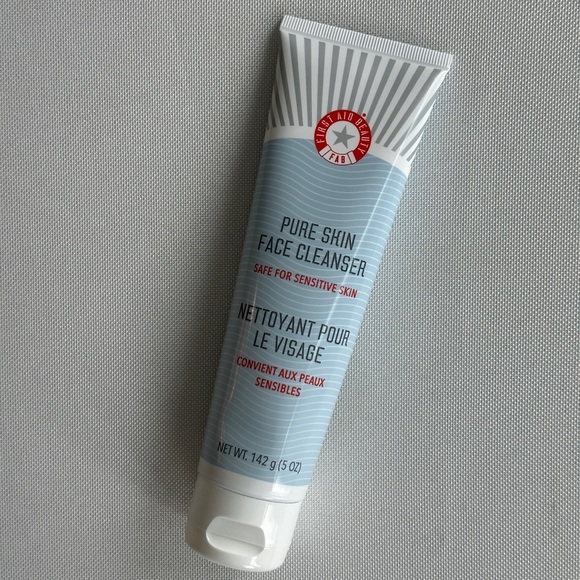 FIRST AID BEAUTY
FAB
PURE SKIN
FACE CLEANSER
SAFE FOR SENSITIVE SKIN
NETTOYANT POUR
LE VISAGE
CONVIENT AUX PEAUX
SENSIBLES
NET WT. 142 g (5 OZ)